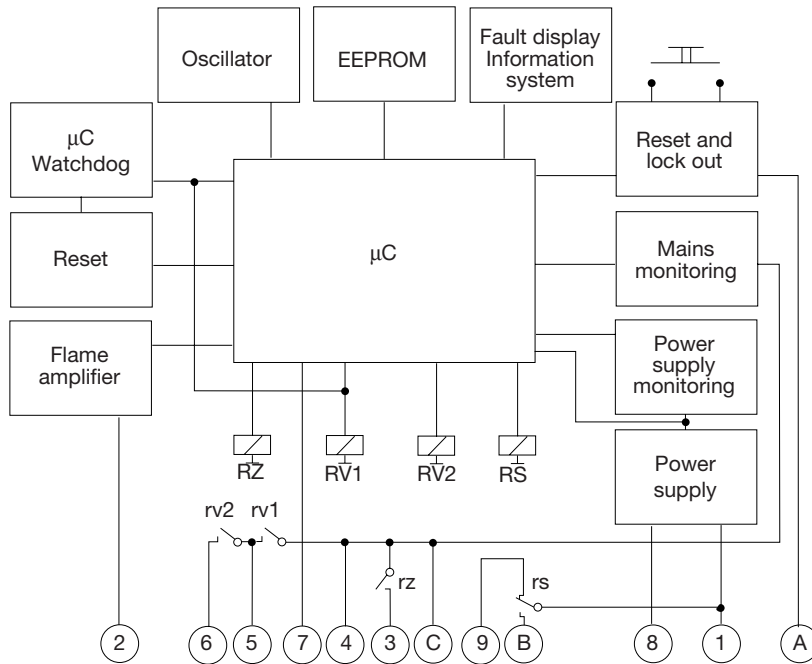 Oscillator
EEPROM
Fault display
Information
system
μC
Watchdog
Reset and
lock out
Reset
μC
Mains
monitoring
Flame
amplifier
Power
supply
monitoring
RZ
RV1
RV2
RS
Power
supply
rv2
rv1
rz
rs
2
6
5
7
4
3
C
9
B
8
1
A